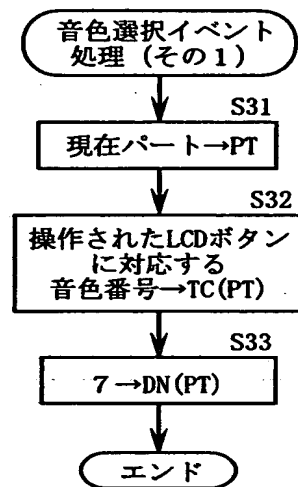 音色選択イベント
処理(その1)
S31
現在パート→PT
S32
操作されたLCDボタン
に対応する
音色番号→TC(PT)
S33
7→DN(PT)
エンド